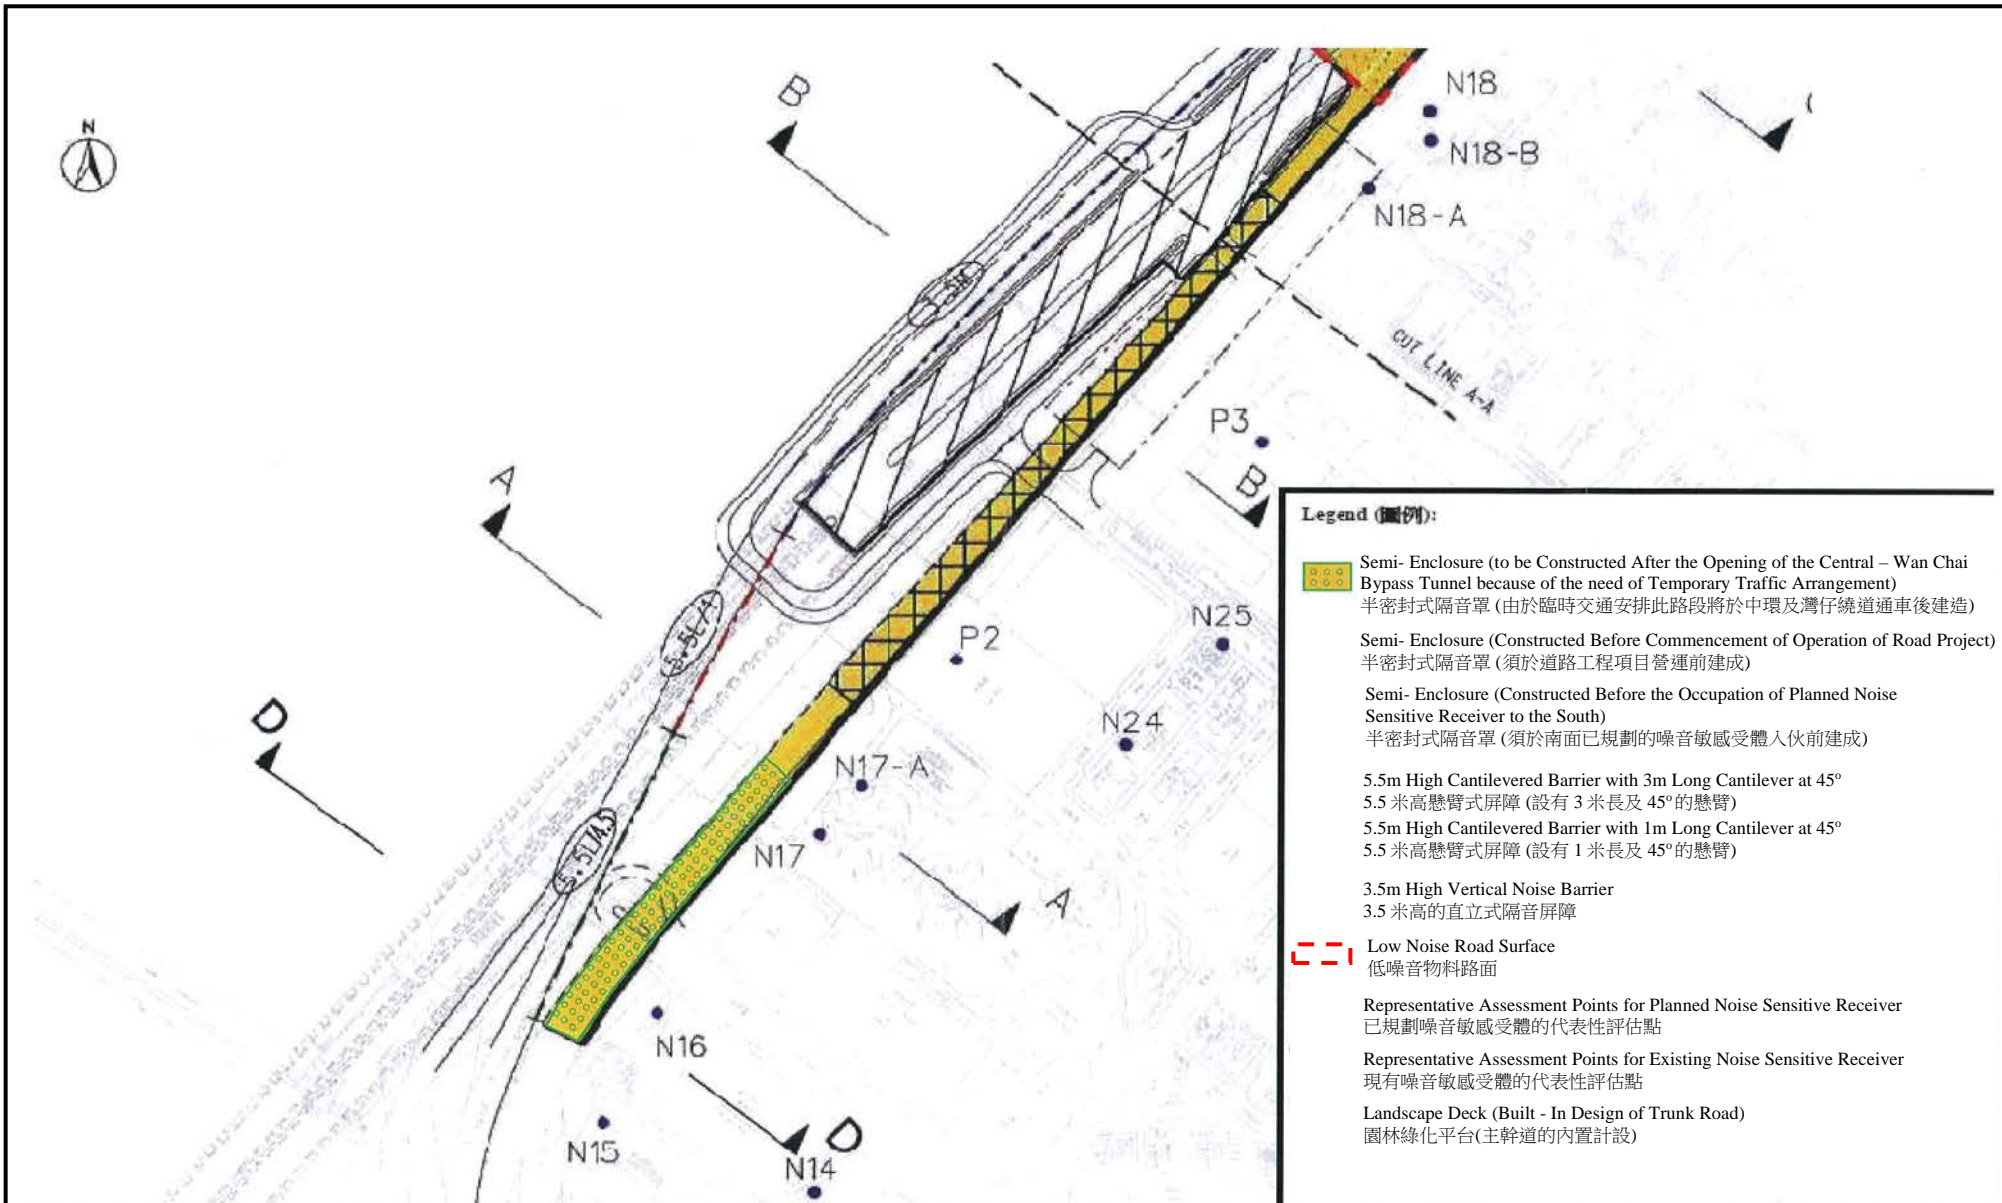 N
B
N18
N18-B
N18-A
CUT LINE A-A
P3
B
A
5.5L/1
P2
N25
N24
D
N17-A
N17
5.5L/4.5
A
N16
D
N15
N14
Legend (圖例):
Semi- Enclosure (to be Constructed After the Opening of the Central – Wan Chai
Bypass Tunnel because of the need of Temporary Traffic Arrangement)
半密封式隔音罩 (由於臨時交通安排此路段將於中環及灣仔繞道通車後建造)
Semi- Enclosure (Constructed Before Commencement of Operation of Road Project)
半密封式隔音罩 (須於道路工程項目營運前建成)
Semi- Enclosure (Constructed Before the Occupation of Planned Noise
Sensitive Receiver to the South)
半密封式隔音罩 (須於南面已規劃的噪音敏感受體入伙前建成)
5.5m High Cantilevered Barrier with 3m Long Cantilever at 45º
5.5 米高懸臂式屏障 (設有 3 米長及 45º的懸臂)
5.5m High Cantilevered Barrier with 1m Long Cantilever at 45º
5.5 米高懸臂式屏障 (設有 1 米長及 45º的懸臂)
3.5m High Vertical Noise Barrier
3.5 米高的直立式隔音屏障
Low Noise Road Surface
低噪音物料路面
Representative Assessment Points for Planned Noise Sensitive Receiver
已規劃噪音敏感受體的代表性評估點
Representative Assessment Points for Existing Noise Sensitive Receiver
現有噪音敏感受體的代表性評估點
Landscape Deck (Built - In Design of Trunk Road)
園林綠化平台(主幹道的內置計設)